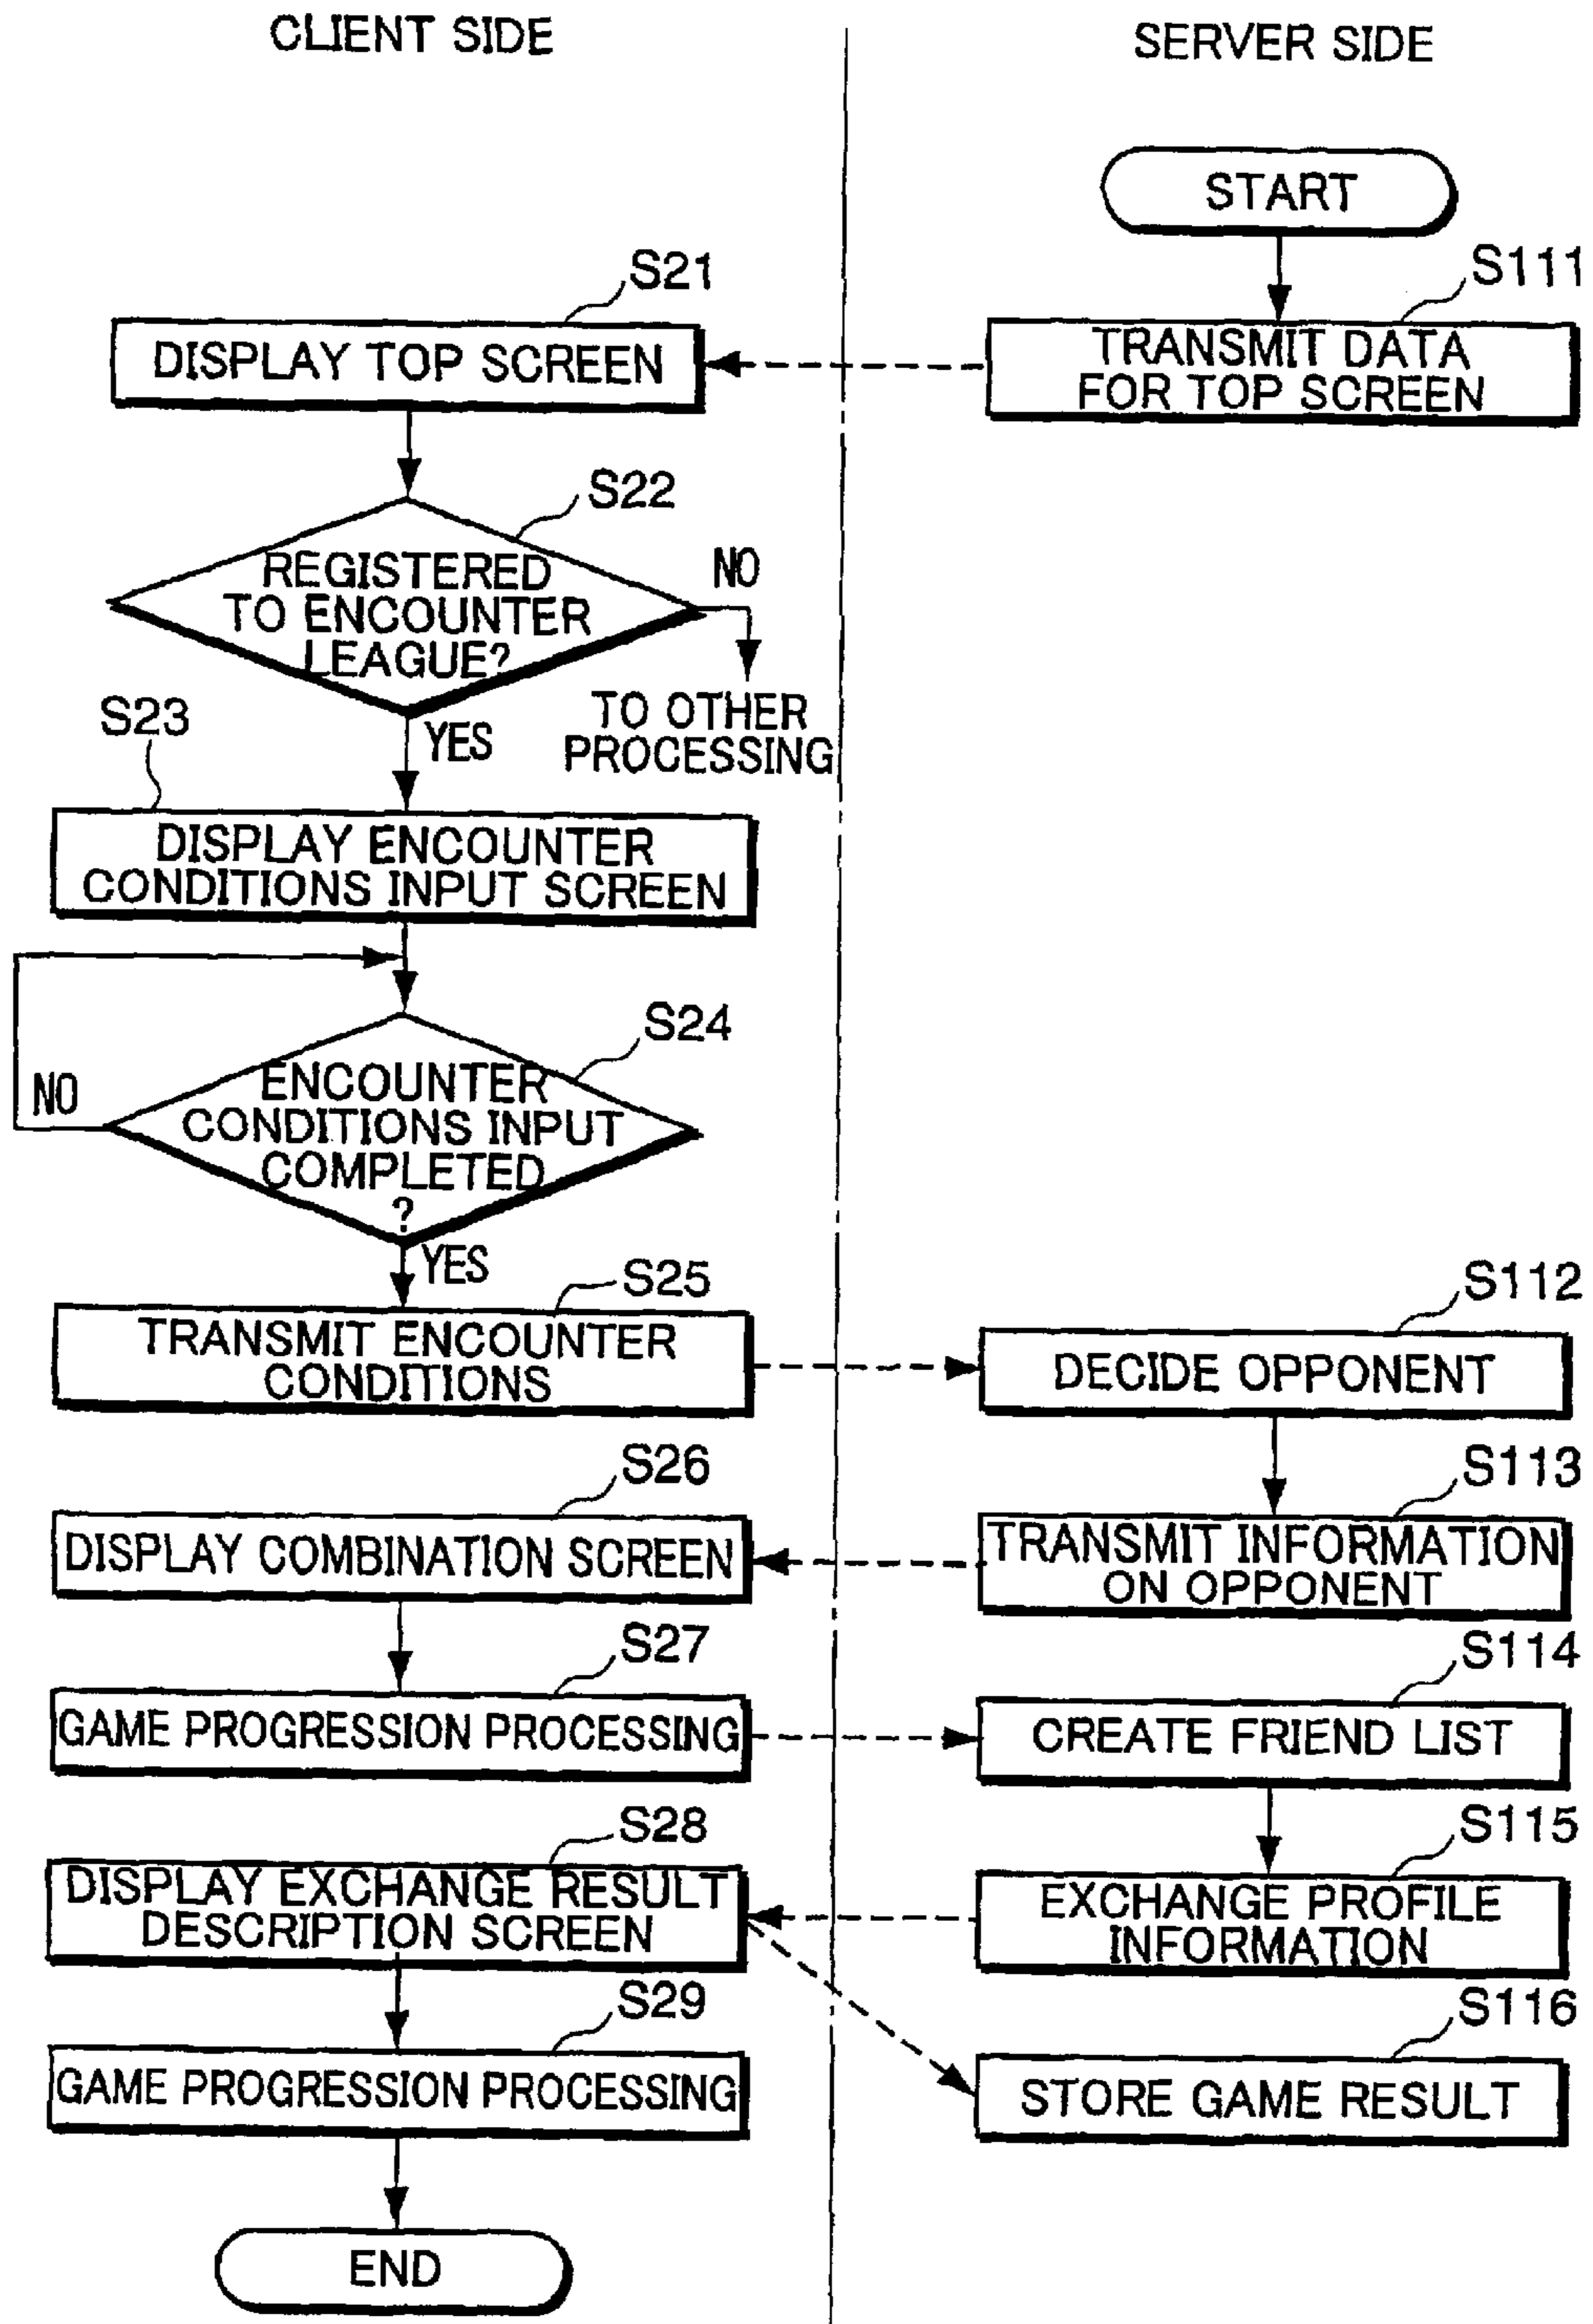 CLIENT SIDE
SERVER SIDE
START
S111
TRANSMIT DATA
FOR TOP SCREEN
S21
DISPLAY TOP SCREEN
S22
REGISTERED
TO ENCOUNTER
LEAGUE?
NO
TO OTHER
PROCESSING
YES
S23
DISPLAY ENCOUNTER
CONDITIONS INPUT SCREEN
S24
ENCOUNTER
CONDITIONS INPUT
COMPLETED
?
NO
YES
S25
TRANSMIT ENCOUNTER
CONDITIONS
S112
DECIDE OPPONENT
S113
TRANSMIT INFORMATION
ON OPPONENT
S26
DISPLAY COMBINATION SCREEN
S27
GAME PROGRESSION PROCESSING
S114
CREATE FRIEND LIST
S115
EXCHANGE PROFILE
INFORMATION
S28
DISPLAY EXCHANGE RESULT
DESCRIPTION SCREEN
S116
STORE GAME RESULT
S29
GAME PROGRESSION PROCESSING
END